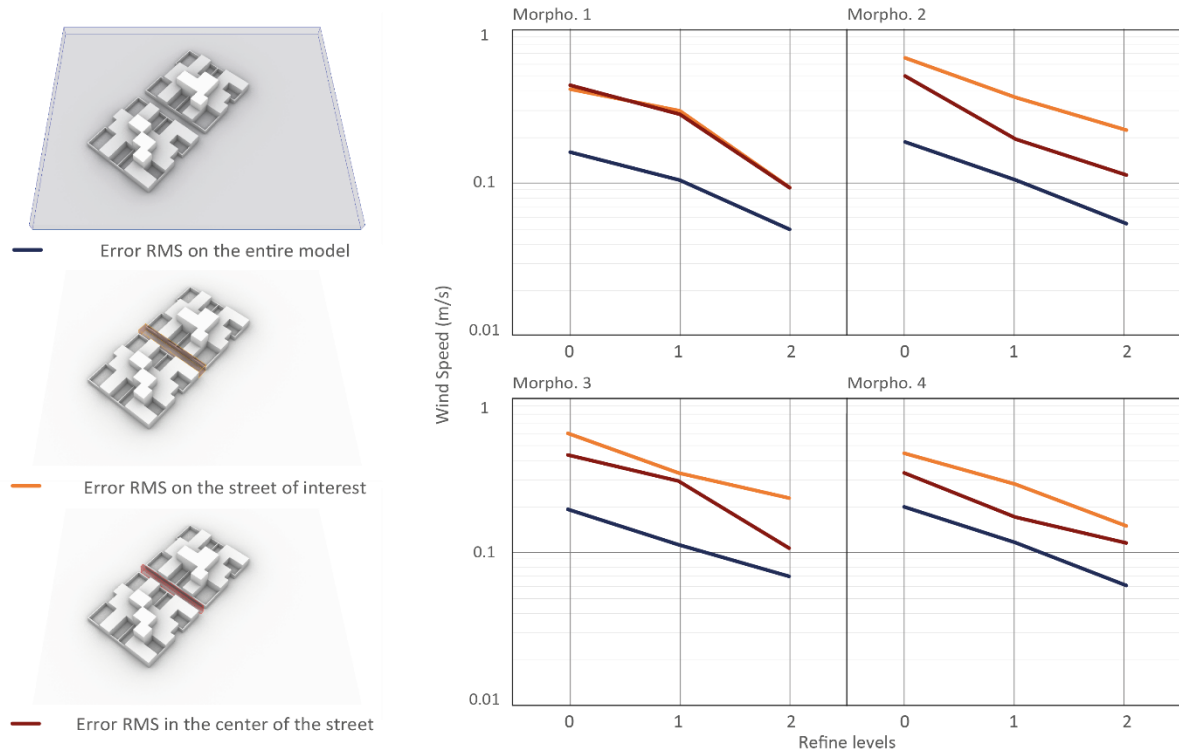 Error RMS on the entire model
Error RMS on the street of interest
Error RMS in the center of the street
Wind Speed (m/s)
Morpho. 1
1
0.1
0.01
0
1
2
Morpho. 2
0
1
2
Morpho. 3
1
0.1
0.01
0
1
2
Morpho. 4
0
1
2
Refine levels